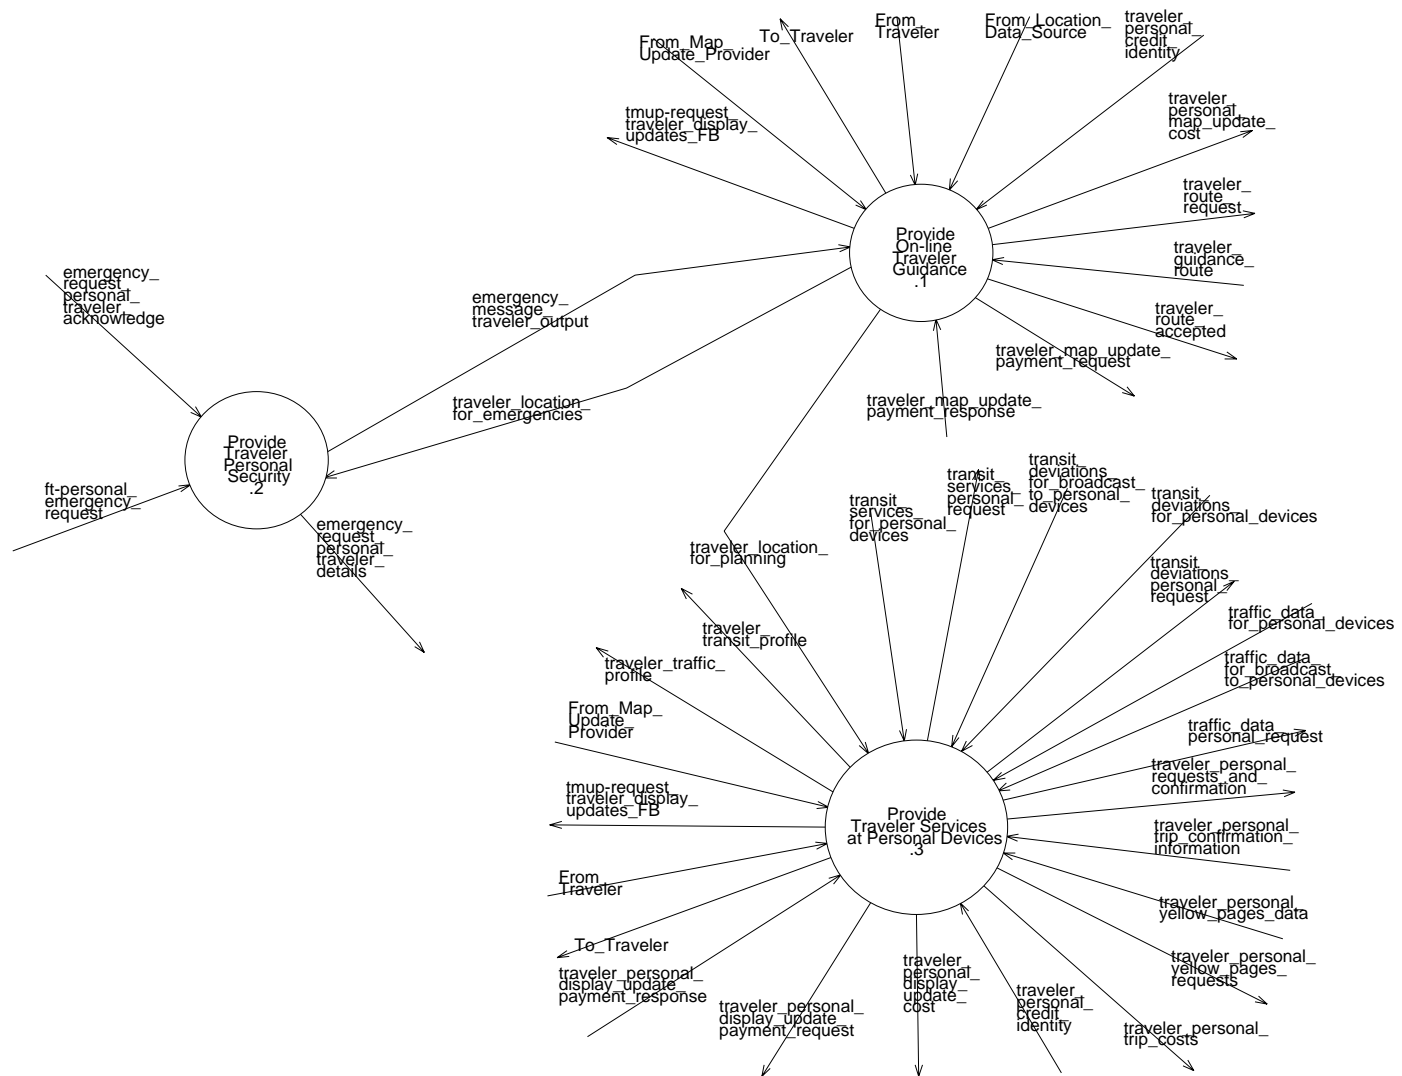 From_Map_
Update_Provider
To_Traveler
From_
Traveler
From_Location_
Data_Source
traveler_
personal_
credit_
identity
tmup-request_
traveler_display_
updates_FB
traveler_
personal_
map_update_
cost
traveler_
route_
request
traveler_
guidance_
route
traveler_
route_
accepted
Provide
On-line
Traveler
Guidance
.1
traveler_map_update_
payment_request
traveler_map_update_
payment_response
emergency_
request_
personal_
traveler_
acknowledge
emergency_
message_
traveler_output
traveler_location_
for_emergencies
Provide
Traveler
Personal
Security
.2
ft-personal_
emergency_
request
emergency_
request_
personal_
traveler_
details
traveler_location_
for_planning
transit_
services_
for_personal_
devices
transit_
services_
personal_
request
transit_
deviations_
for_broadcast_
to_personal_
devices
transit_
deviations_
for_personal_devices
transit_
deviations_
personal_
request
traffic_data_
for_personal_devices
traffic_data_
for_broadcast_
to_personal_devices
traffic_data_
personal_request
traveler_
transit_profile
traveler_traffic_
profile
From_Map_
Update_
Provider
tmup-request_
traveler_display_
updates_FB
From_
Traveler
To_Traveler
traveler_personal_
display_update_
payment_response
Provide
Traveler Services
at Personal Devices
.3
traveler_personal_
requests_and_
confirmation
traveler_personal_
trip_confirmation_
information
traveler_personal_
yellow_pages_data
traveler_personal_
yellow_pages_
requests
traveler_personal_
trip_costs
traveler_
personal_
credit_
identity
traveler_
personal_
display_
update_
cost
traveler_personal_
display_update_
payment_request